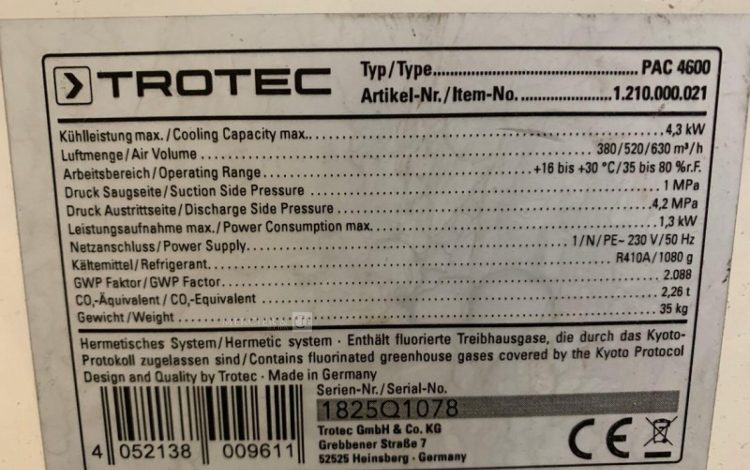 TROTEC
Typ/Type.......... PAC 4600
Artikel-Nr./Item-No........... 1.210.000.021
Kühlleistung max./Cooling Capacity max........... 4,3 kW
Luftmenge/Air Volume .......... 380/520/630 m³/h
Arbeitsbereich/Operating Range.......... +16 bis +30 °C/35 bis 80 %r.F.
Druck Saugseite/Suction Side Pressure .......... 1 MPa
Druck Austrittseite/Discharge Side Pressure.......... 4,2 MPa
Leistungsaufnahme max./Power Consumption max........... 1,3 kW
Netzanschluss/Power Supply.......... 1/N/PE~ 230 V/50 Hz
Kältemittel/Refrigerant.......... R410A/1080 g
GWP Faktor/GWP Factor.......... 2.088
CO₂-Äquivalent/CO₂-Equivalent .......... 2,26 t
Gewicht/Weight .......... 35 kg
Hermetisches System/Hermetic system · Enthält fluorierte Treibhausgase, die durch das Kyoto-
Protokoll zugelassen sind/Contains fluorinated greenhouse gases covered by the Kyoto Protocol
Design and Quality by Trotec · Made in Germany
Serien-Nr./Serial-No.
1825Q1078
Trotec GmbH & Co. KG
Grebbener Straße 7
52525 Heinsberg · Germany
4 052138 009611
CE